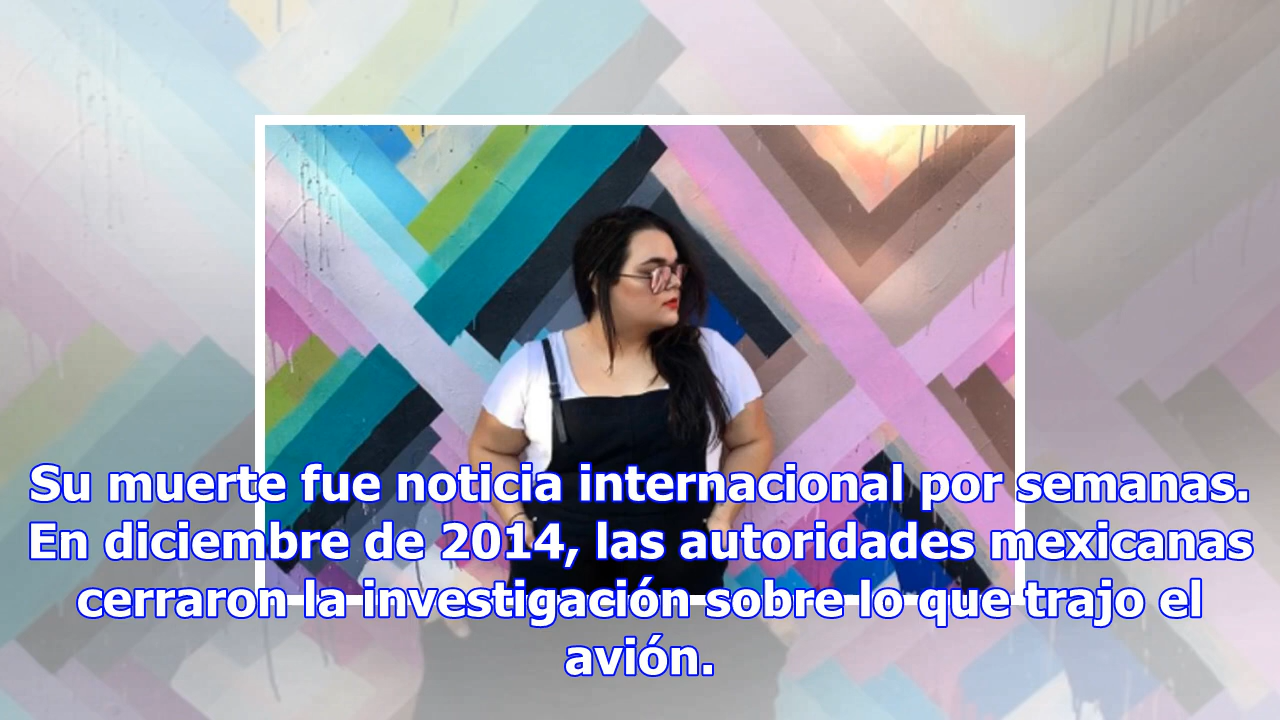 Su muerte fue noticia internacional por semanas.
En diciembre de 2014, las autoridades mexicanas
cerraron la investigación sobre lo que trajo el
avión.